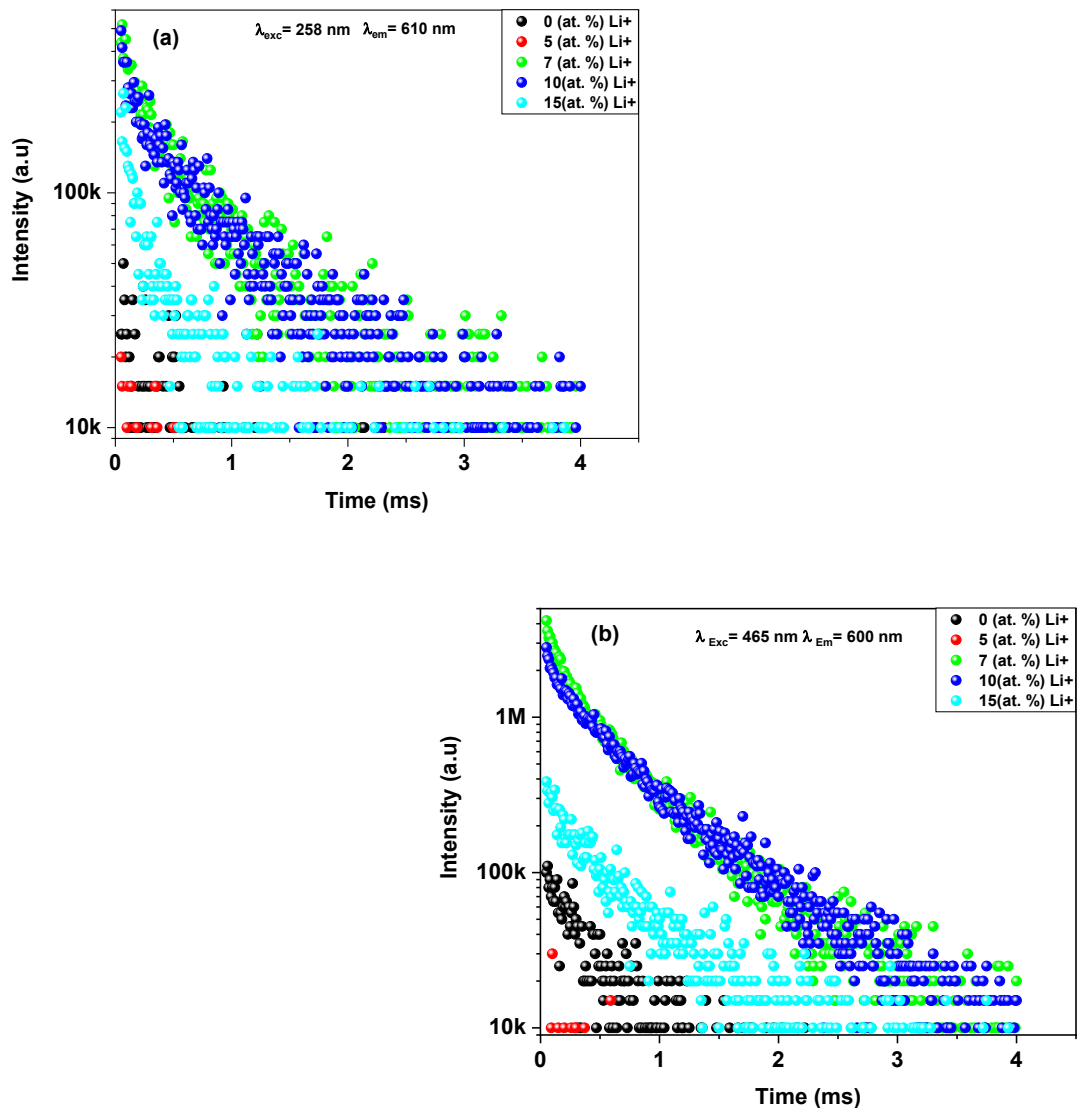 (a)
λexc= 258 nm λem= 610 nm
0 (at. %) Li+
5 (at. %) Li+
7 (at. %) Li+
10(at. %) Li+
15(at. %) Li+
Intensity (a.u)
100k
10k
0 1 2 3 4
Time (ms)
(b)
λ Exc= 465 nm λ Em= 600 nm
0 (at. %) Li+
5 (at. %) Li+
7 (at. %) Li+
10(at. %) Li+
15(at. %) Li+
Intensity (a.u)
1M
100k
10k
0 1 2 3 4
Time (ms)